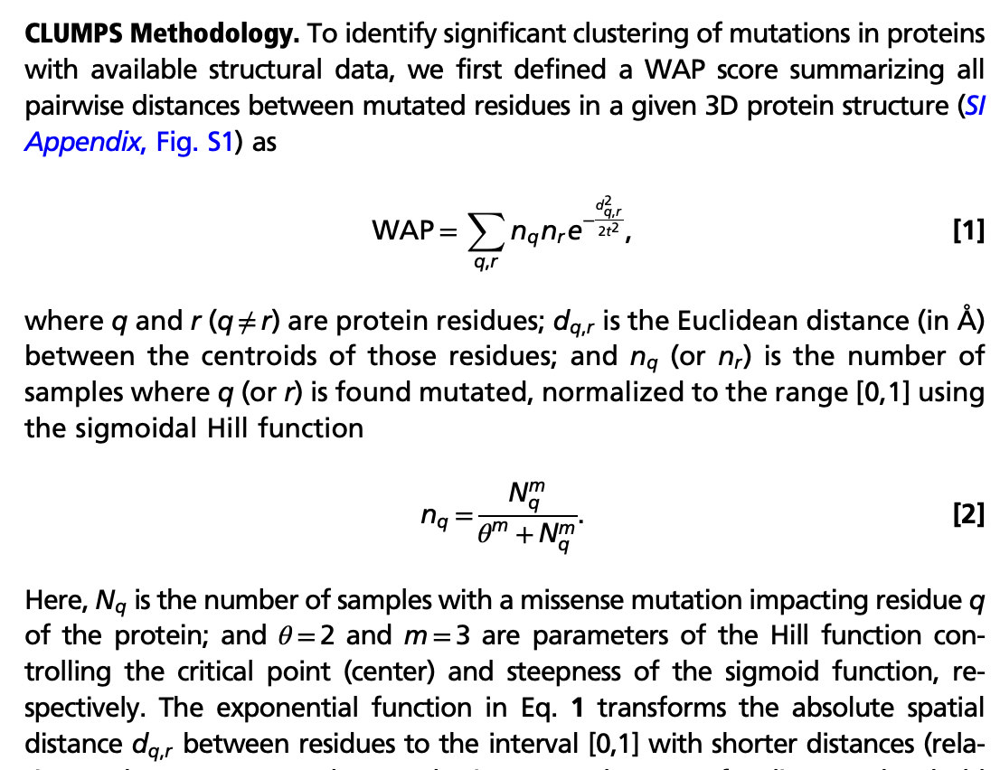 CLUMPS Methodology. To identify significant clustering of mutations in proteins
with available structural data, we first defined a WAP score summarizing all
pairwise distances between mutated residues in a given 3D protein structure (SI
Appendix, Fig. S1) as
WAP = ∑_{q,r} n_q n_r e^{-\frac{d_{q,r}^2}{2t^2}}, [1]
where q and r (q ≠ r) are protein residues; d_{q,r} is the Euclidean distance (in Å)
between the centroids of those residues; and n_q (or n_r) is the number of
samples where q (or r) is found mutated, normalized to the range [0,1] using
the sigmoidal Hill function
n_q = \frac{N_q^m}{θ^m + N_q^m}. [2]
Here, N_q is the number of samples with a missense mutation impacting residue q
of the protein; and θ = 2 and m = 3 are parameters of the Hill function con-
trolling the critical point (center) and steepness of the sigmoid function, re-
spectively. The exponential function in Eq. 1 transforms the absolute spatial
distance d_{q,r} between residues to the interval [0,1] with shorter distances (rela-